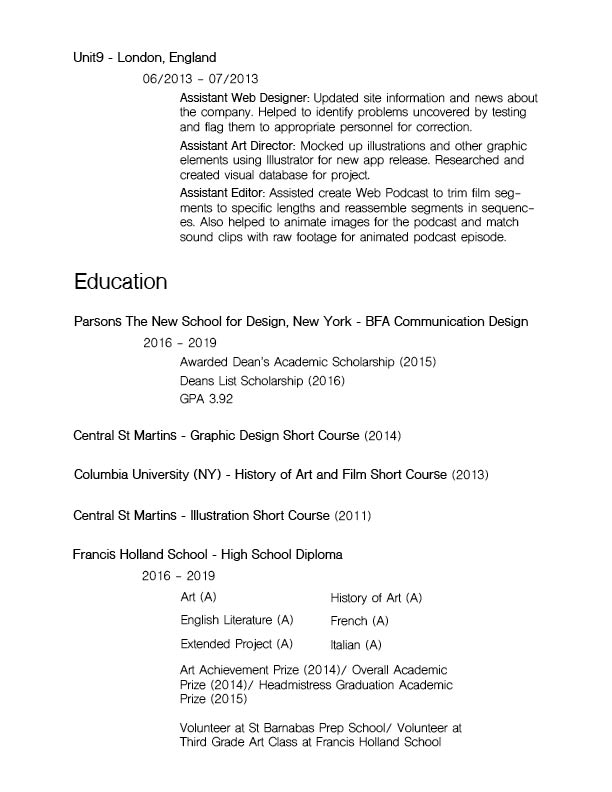 Unit9 - London, England
06/2013 – 07/2013
Assistant Web Designer: Updated site information and news about
the company. Helped to identify problems uncovered by testing
and flag them to appropriate personnel for correction.
Assistant Art Director: Mocked up illustrations and other graphic
elements using Illustrator for new app release. Researched and
created visual database for project.
Assistant Editor: Assisted create Web Podcast to trim film seg-
ments to specific lengths and reassemble segments in sequenc-
es. Also helped to animate images for the podcast and match
sound clips with raw footage for animated podcast episode.
Education
Parsons The New School for Design, New York - BFA Communication Design
2016 – 2019
Awarded Dean's Academic Scholarship (2015)
Deans List Scholarship (2016)
GPA 3.92
Central St Martins - Graphic Design Short Course (2014)
Columbia University (NY) - History of Art and Film Short Course (2013)
Central St Martins - Illustration Short Course (2011)
Francis Holland School - High School Diploma
2016 – 2019
Art (A) History of Art (A)
English Literature (A) French (A)
Extended Project (A) Italian (A)
Art Achievement Prize (2014)/ Overall Academic
Prize (2014)/ Headmistress Graduation Academic
Prize (2015)
Volunteer at St Barnabas Prep School/ Volunteer at
Third Grade Art Class at Francis Holland School